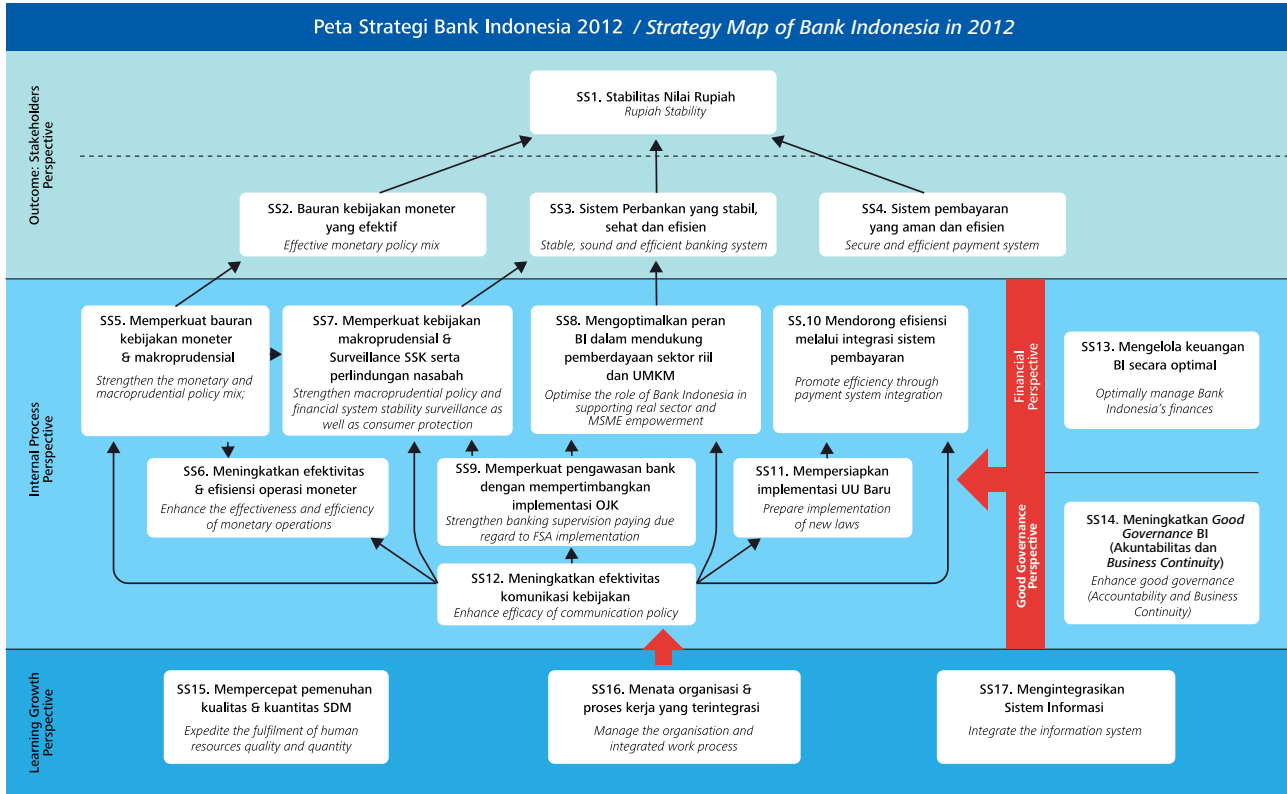 Peta Strategi Bank Indonesia 2012 / Strategy Map of Bank Indonesia in 2012
Outcome: Stakeholders
Perspective
SS1. Stabilitas Nilai Rupiah
Rupiah Stability
SS2. Bauran kebijakan moneter
yang efektif
Effective monetary policy mix
SS3. Sistem Perbankan yang stabil,
sehat dan efisien
Stable, sound and efficient banking system
SS4. Sistem pembayaran
yang aman dan efisien
Secure and efficient payment system
Internal Process
Perspective
SS5. Memperkuat bauran
kebijakan moneter
& makroprudensial
Strengthen the monetary and
macroprudential policy mix;
SS7. Memperkuat kebijakan
makroprudensial &
Surveillance SSK serta
perlindungan nasabah
Strengthen macroprudential policy and
financial system stability surveillance as
well as consumer protection
SS8. Mengoptimalkan peran
BI dalam mendukung
pemberdayaan sektor riil
dan UMKM
Optimise the role of Bank Indonesia in
supporting real sector and
MSME empowerment
SS.10 Mendorong efisiensi
melalui integrasi sistem
pembayaran
Promote efficiency through
payment system integration
Financial
Perspective
SS13. Mengelola keuangan
BI secara optimal
Optimally manage Bank
Indonesia's finances
SS6. Meningkatkan efektivitas
& efisiensi operasi moneter
Enhance the effectiveness and efficiency
of monetary operations
SS9. Memperkuat pengawasan bank
dengan mempertimbangkan
implementasi OJK
Strengthen banking supervision paying due
regard to FSA implementation
SS11. Mempersiapkan
implementasi UU Baru
Prepare implementation
of new laws
Good Governance
Perspective
SS14. Meningkatkan Good
Governance BI
(Akuntabilitas dan
Business Continuity)
Enhance good governance
(Accountability and Business
Continuity)
SS12. Meningkatkan efektivitas
komunikasi kebijakan
Enhance efficacy of communication policy
Learning Growth
Perspective
SS15. Mempercepat pemenuhan
kualitas & kuantitas SDM
Expedite the fulfilment of human
resources quality and quantity
SS16. Menata organisasi &
proses kerja yang terintegrasi
Manage the organisation and
integrated work process
SS17. Mengintegrasikan
Sistem Informasi
Integrate the information system